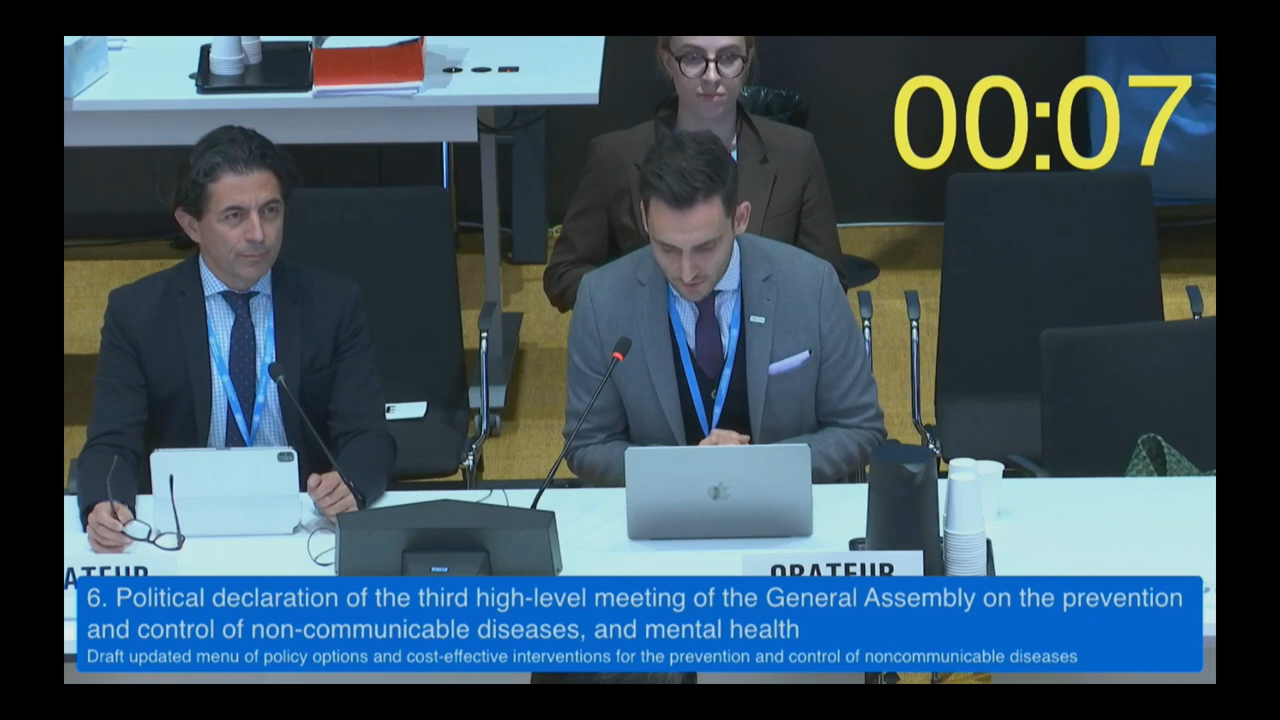 00:07
ATEUR
ORATEUR
6. Political declaration of the third high-level meeting of the General Assembly on the prevention
and control of non-communicable diseases, and mental health
Draft updated menu of policy options and cost-effective interventions for the prevention and control of noncommunicable diseases